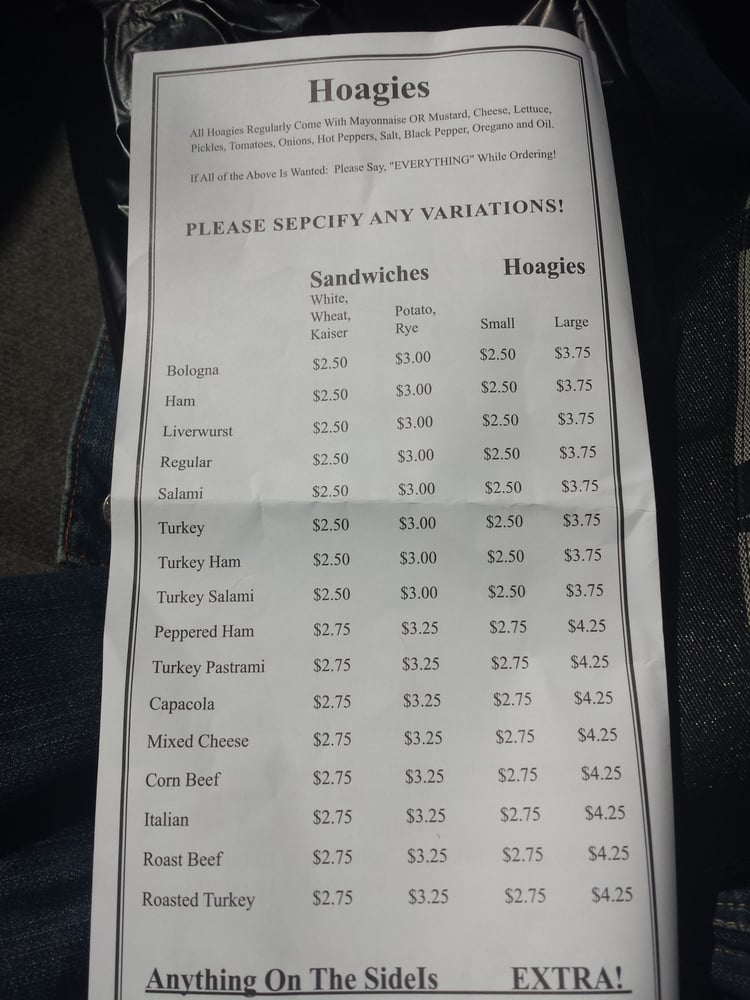 Hoagies
All Hoagies Regularly Come With Mayonnaise OR Mustard, Cheese, Lettuce,
Pickles, Tomatoes, Onions, Hot Peppers, Salt, Black Pepper, Oregano and Oil.
If All of the Above Is Wanted: Please Say, "EVERYTHING" While Ordering!
PLEASE SEPCIFY ANY VARIATIONS!
Sandwiches Hoagies
White,
Wheat,
Kaiser
Potato,
Rye
Small Large
Bologna $2.50 $3.00 $2.50 $3.75
Ham $2.50 $3.00 $2.50 $3.75
Liverwurst $2.50 $3.00 $2.50 $3.75
Regular $2.50 $3.00 $2.50 $3.75
Salami $2.50 $3.00 $2.50 $3.75
Turkey $2.50 $3.00 $2.50 $3.75
Turkey Ham $2.50 $3.00 $2.50 $3.75
Turkey Salami $2.50 $3.00 $2.50 $3.75
Peppered Ham $2.75 $3.25 $2.75 $4.25
Turkey Pastrami $2.75 $3.25 $2.75 $4.25
Capacola $2.75 $3.25 $2.75 $4.25
Mixed Cheese $2.75 $3.25 $2.75 $4.25
Corn Beef $2.75 $3.25 $2.75 $4.25
Italian $2.75 $3.25 $2.75 $4.25
Roast Beef $2.75 $3.25 $2.75 $4.25
Roasted Turkey $2.75 $3.25 $2.75 $4.25
Anything On The SideIs EXTRA!